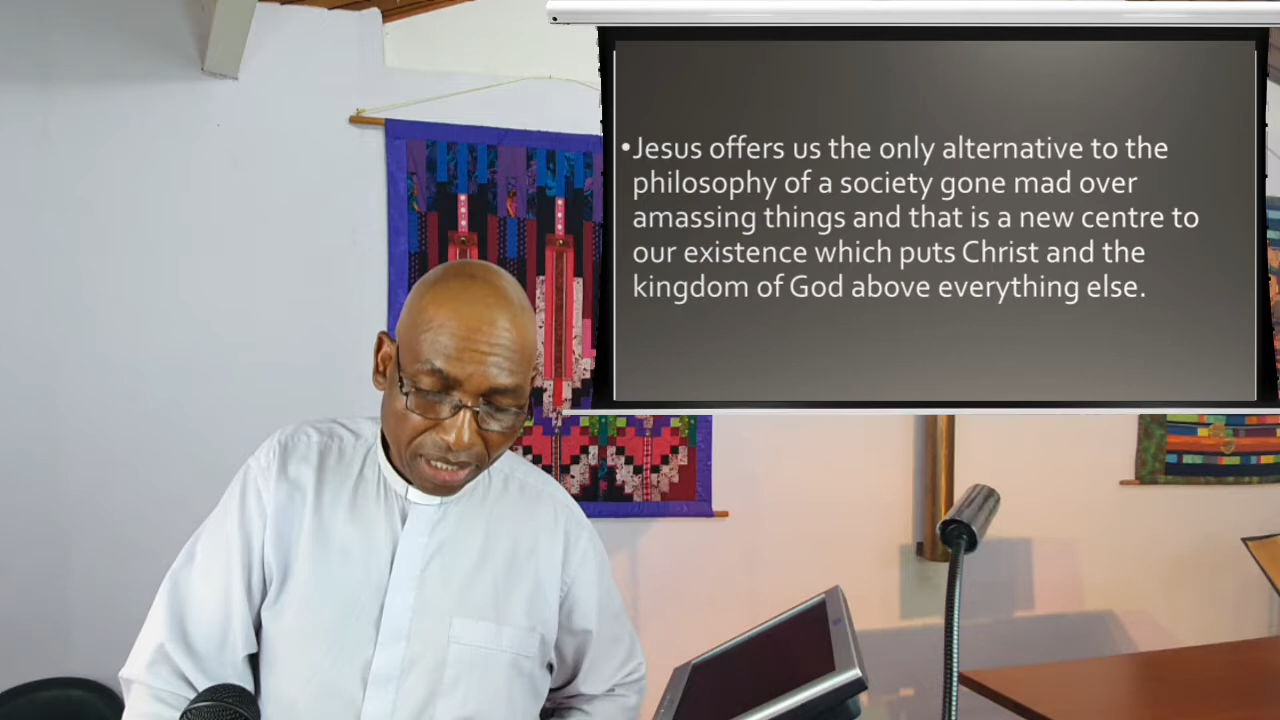 •Jesus offers us the only alternative to the
philosophy of a society gone mad over
amassing things and that is a new centre to
our existence which puts Christ and the
kingdom of God above everything else.